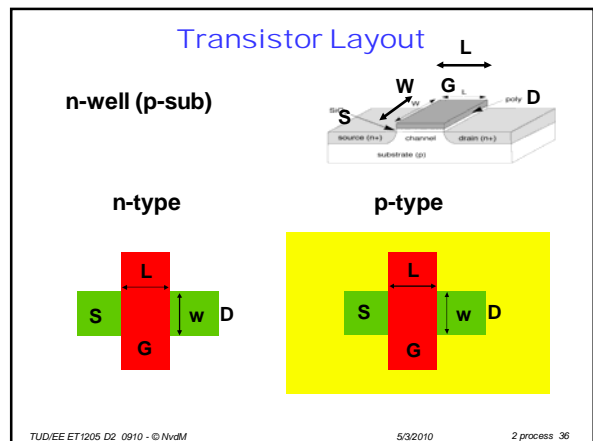 Transistor Layout
L
n-well (p-sub)
W
G
S
D
W
L
poly
SiO
source (n+)
channel
drain (n+)
substrate (p)
n-type
p-type
L
S
W
D
G
L
S
W
D
G
TUD/EE ET1205 D2 0910 - © NvdM
5/3/2010
2 process 36